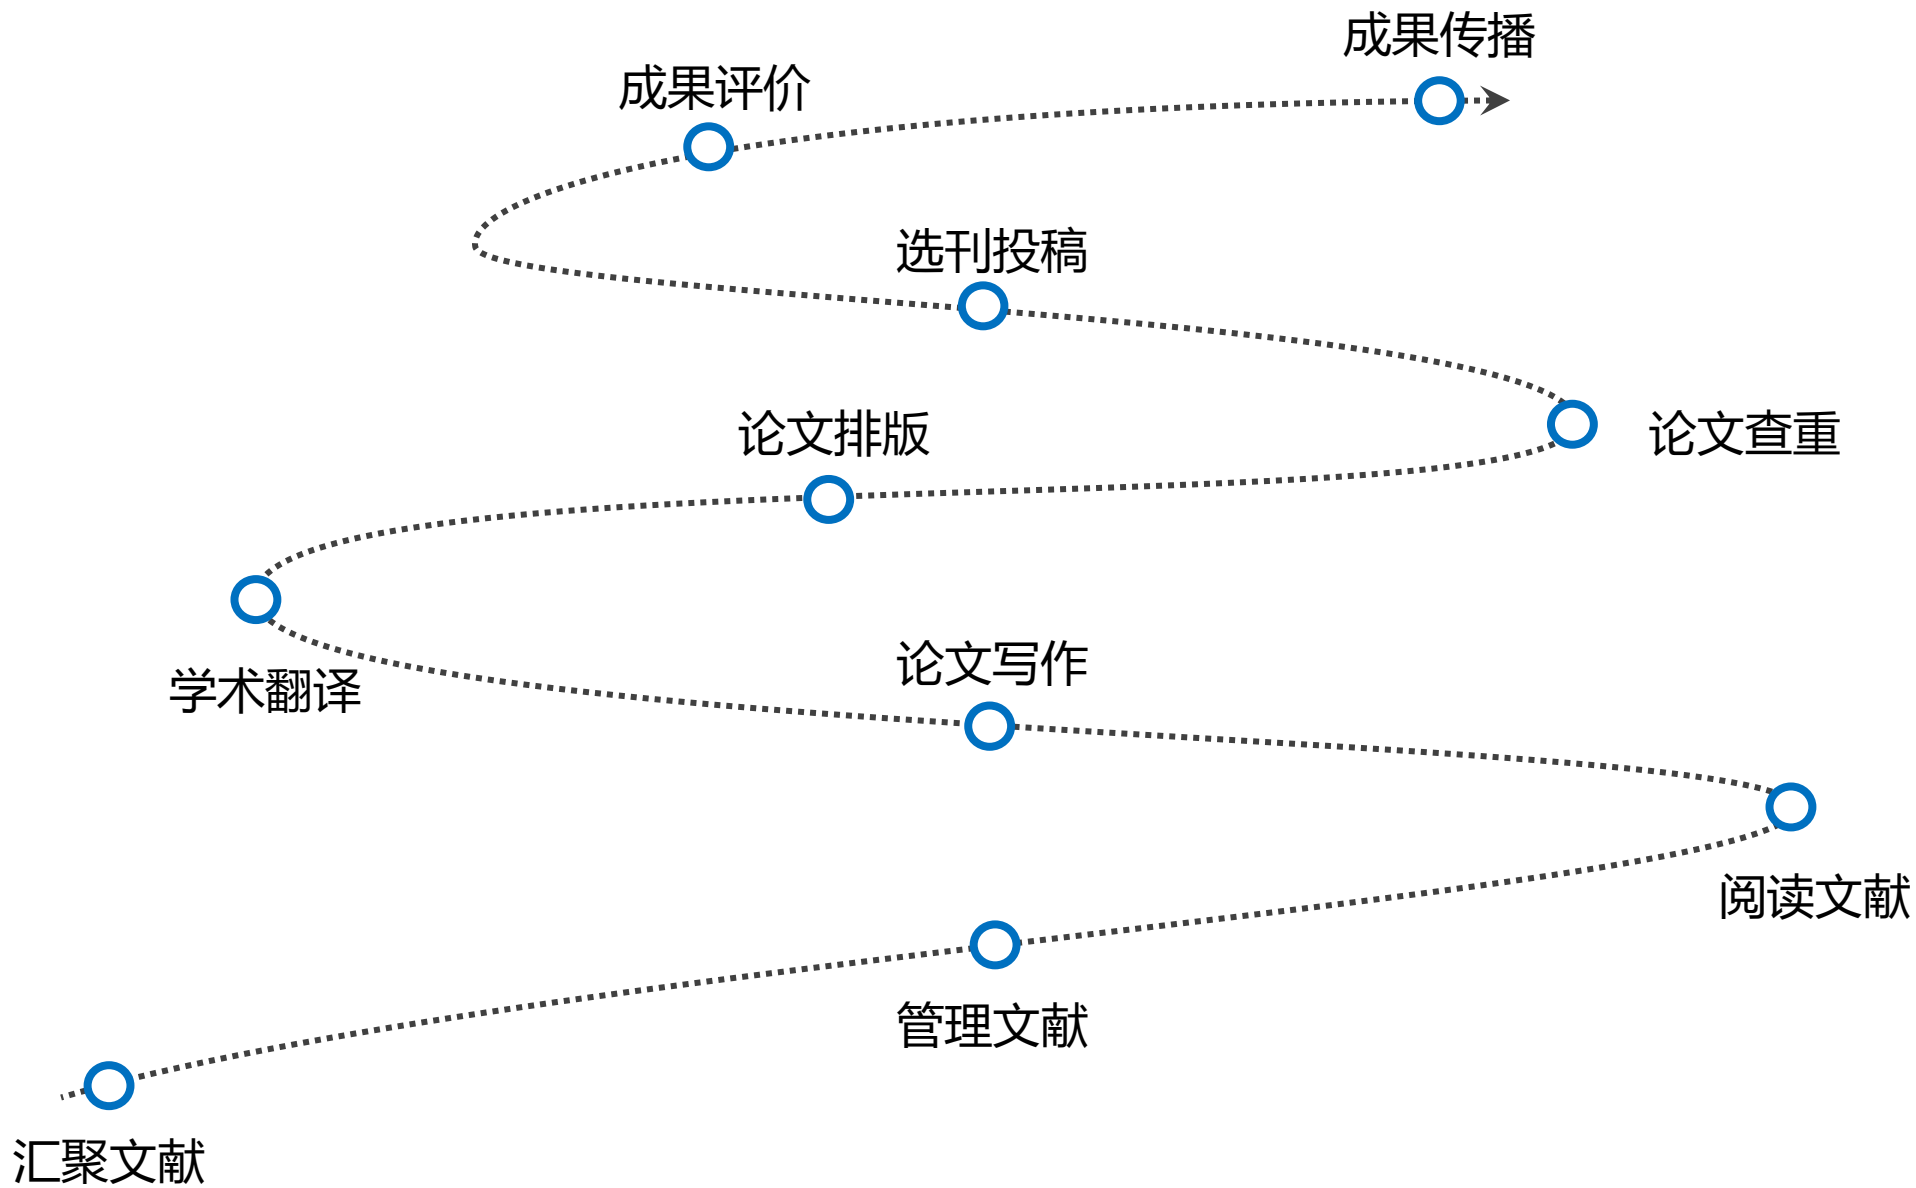 成果传播
成果评价
选刊投稿
论文排版
论文查重
论文写作
学术翻译
阅读文献
管理文献
汇聚文献